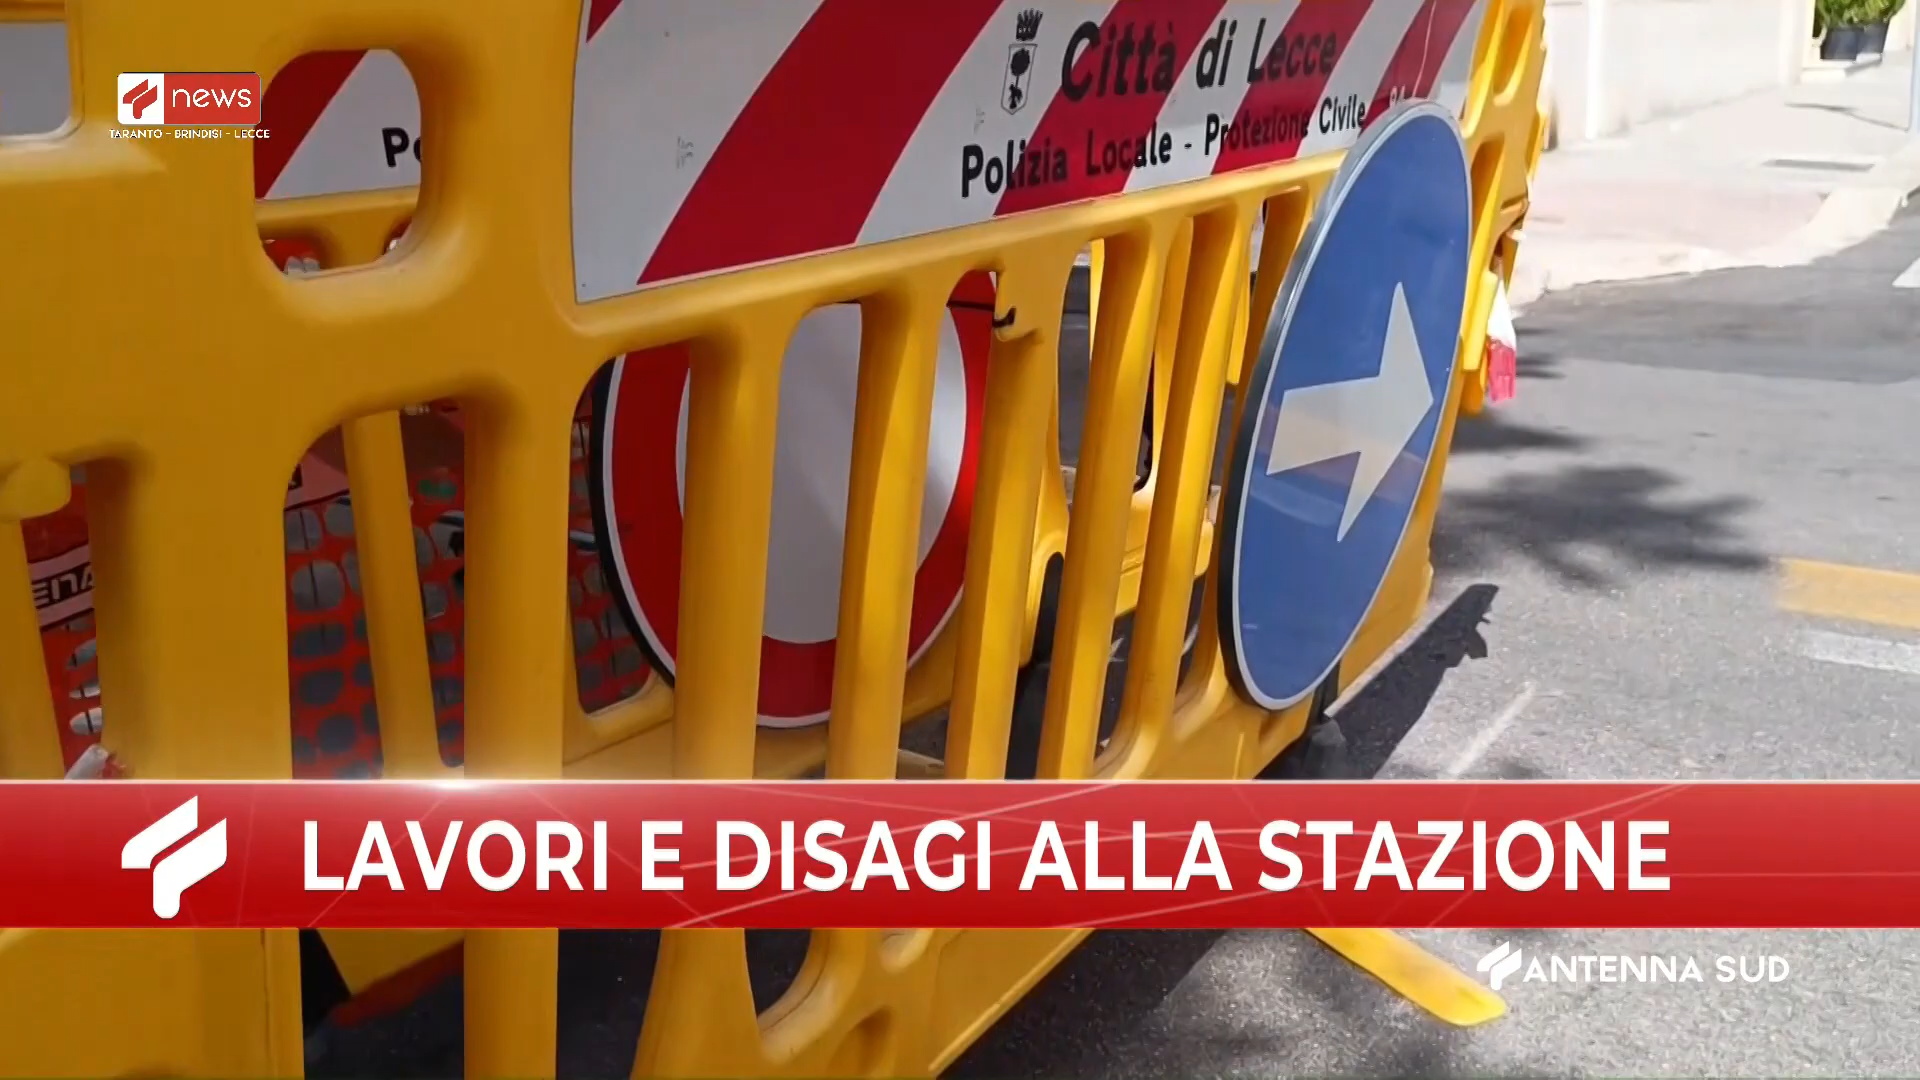 news
TARANTO - BRINDISI - LECCE
Città di Lecce
Polizia Locale - Protezione Civile
LAVORI E DISAGI ALLA STAZIONE
ANTENNA SUD